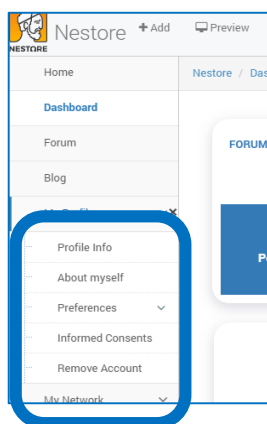 Nestore + Add Preview
NESTORE
Home
Nestore / Das
Dashboard
Forum
FORUM
Blog
Profile Info
P
About myself
Preferences
Informed Consents
Remove Account
My Network